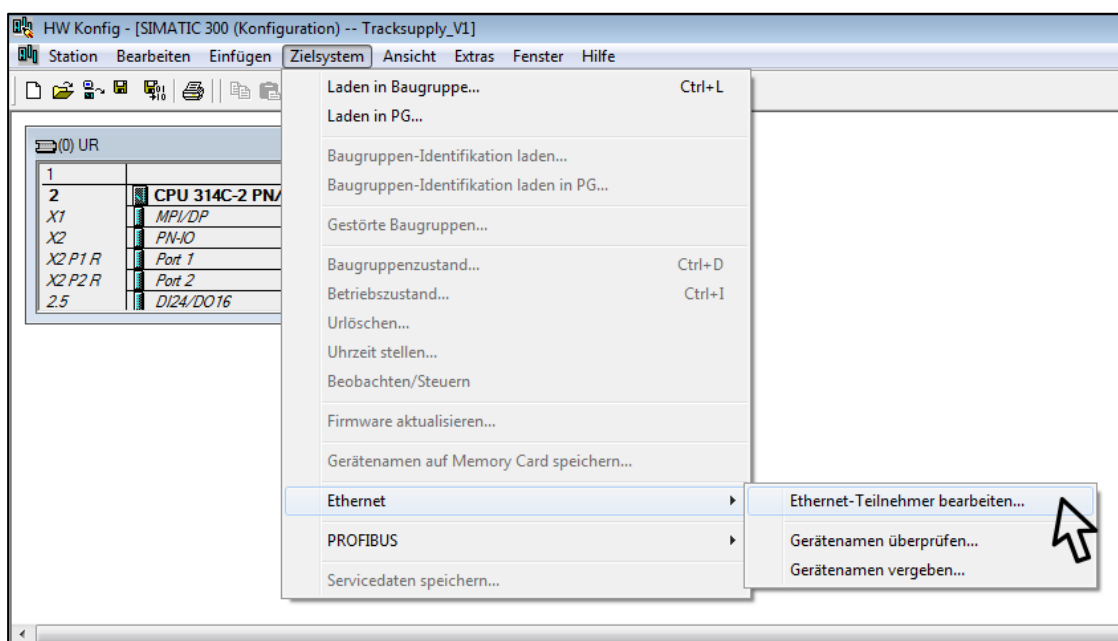 HW Konfig - [SIMATIC 300 (Konfiguration) -- Tracksupply_V1]
Station Bearbeiten Einfügen Zielsystem Ansicht Extras Fenster Hilfe
(0) UR
1
2 CPU 314C-2 PN/
X1 MPI/DP
X2 PN-IO
X2 P1 R Port 1
X2 P2 R Port 2
2.5 DI24/DO16
Laden in Baugruppe... Ctrl+L
Laden in PG...
Baugruppen-Identifikation laden...
Baugruppen-Identifikation laden in PG...
Gestörte Baugruppen...
Baugruppenzustand... Ctrl+D
Betriebszustand... Ctrl+I
Urlöschen...
Uhrzeit stellen...
Beobachten/Steuern
Firmware aktualisieren...
Gerätenamen auf Memory Card speichern...
Ethernet
PROFIBUS
Servicedaten speichern...
Ethernet-Teilnehmer bearbeiten...
Gerätenamen überprüfen...
Gerätenamen vergeben...